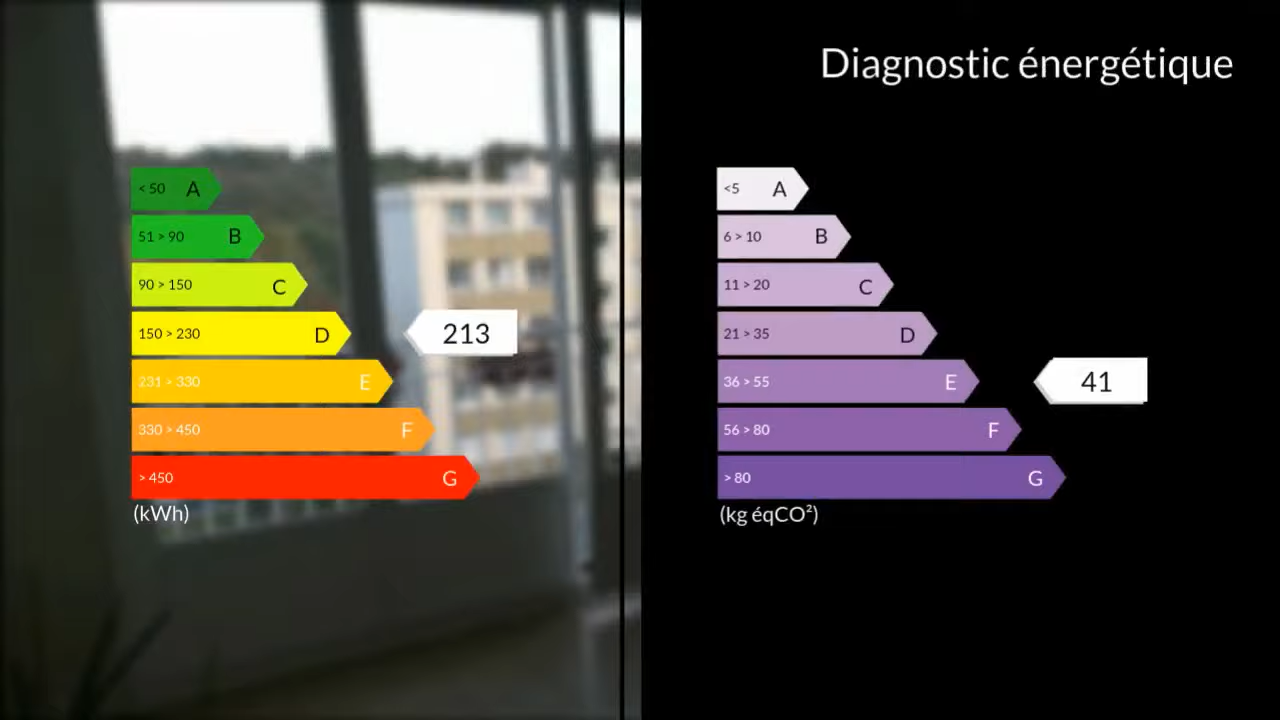 Diagnostic énergétique
< 50 A
51 > 90 B
90 > 150 C
150 > 230 D
213
231 > 330 E
330 > 450 F
> 450 G
(kWh)
<5 A
6 > 10 B
11 > 20 C
21 > 35 D
36 > 55 E
41
56 > 80 F
> 80 G
(kg éqCO²)